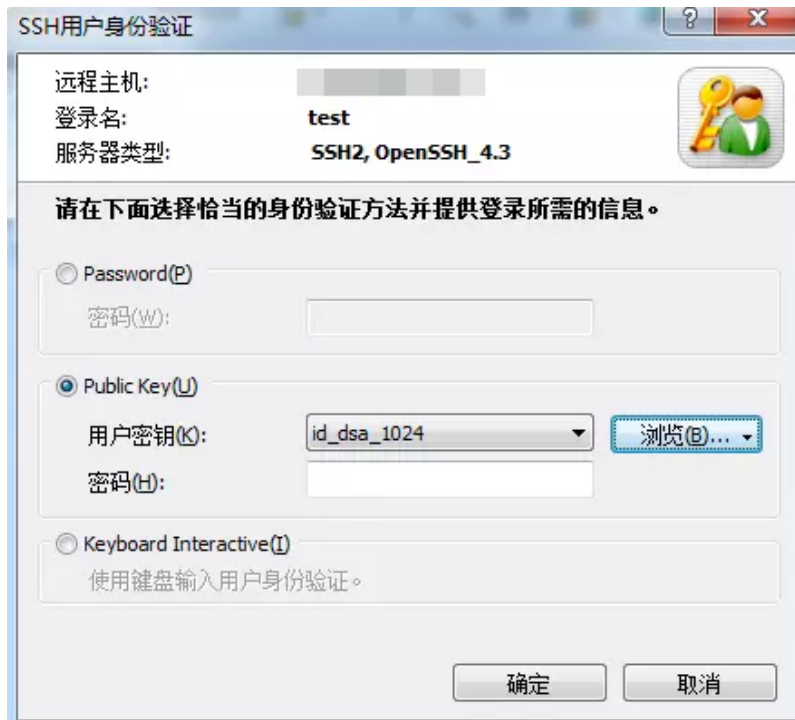 SSH用户身份验证
远程主机:
登录名: test
服务器类型: SSH2, OpenSSH_4.3
请在下面选择恰当的身份验证方法并提供登录所需的信息。
Password(P)
密码(W):
Public Key(U)
用户密钥(K): id_dsa_1024 浏览(B)...
密码(H):
Keyboard Interactive(I)
使用键盘输入用户身份验证。
确定 取消